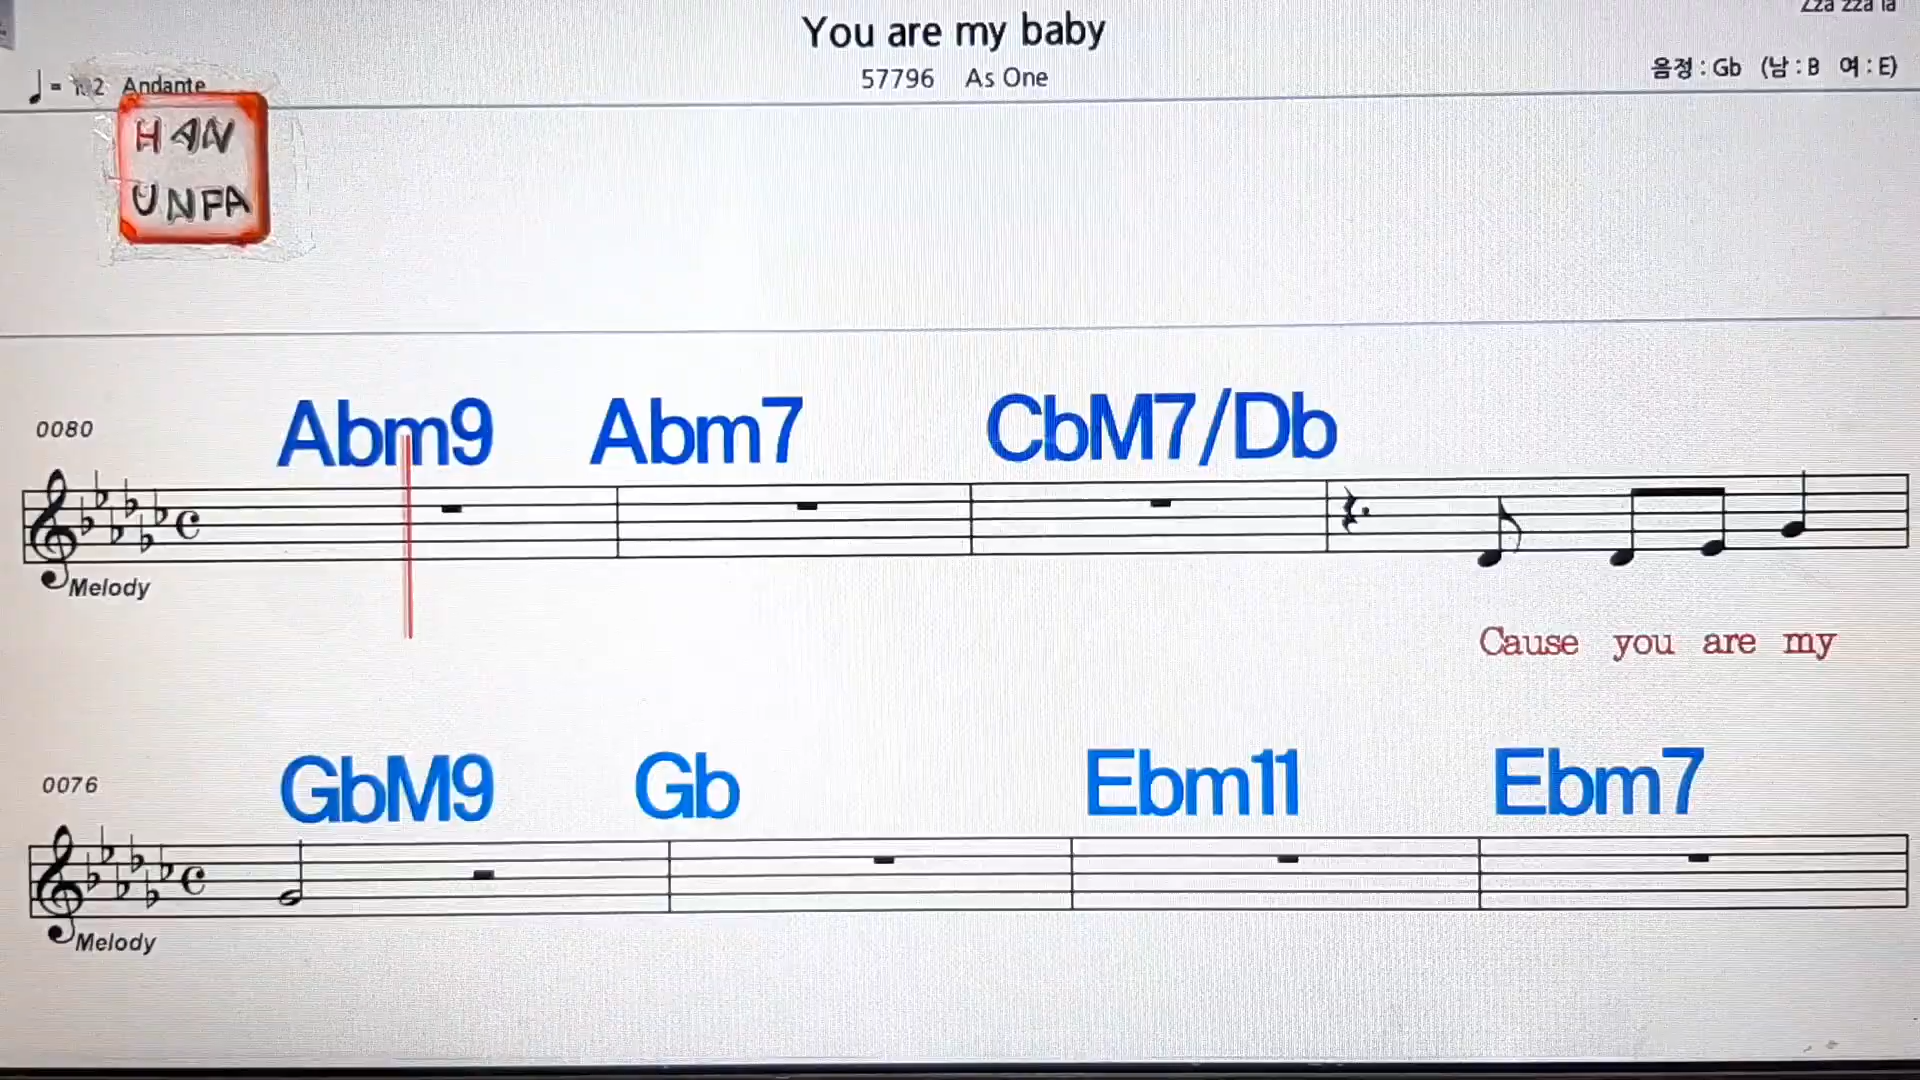 You are my baby
57796 As One
Zza zza la
음정 : Gb (남 : B 여 : E)
Andante
HAN
UNPA
0080
Abm9 Abm7 CbM7/Db
Melody
Cause you are my
0076
GbM9 Gb Ebm11 Ebm7
Melody